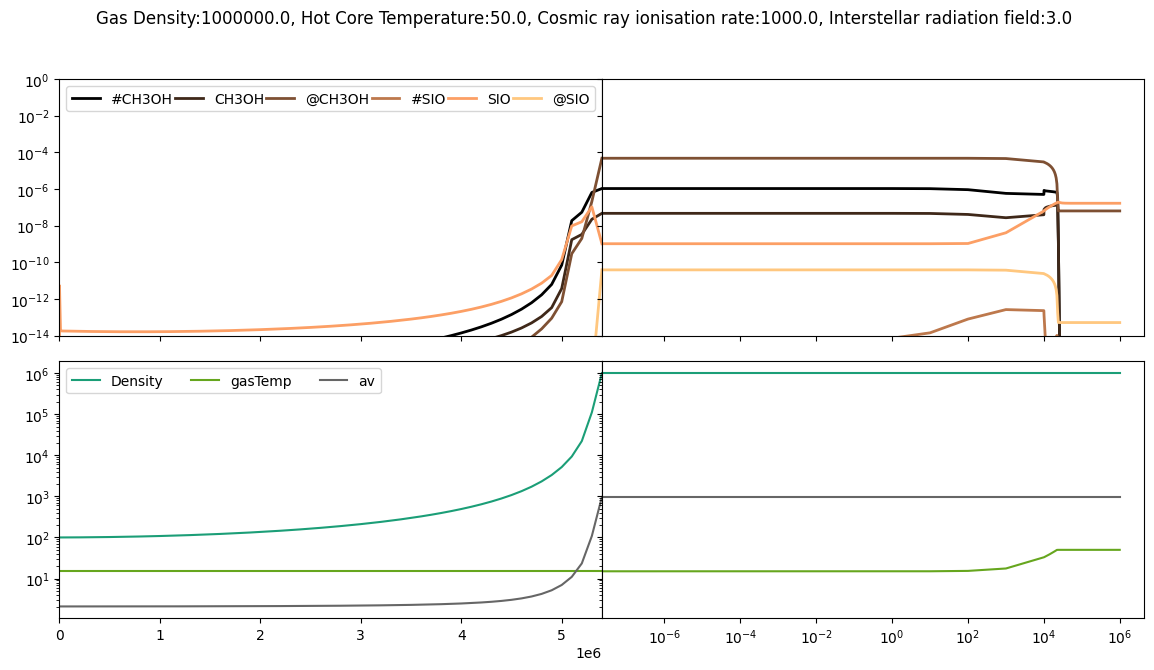 Gas Density:1000000.0, Hot Core Temperature:50.0, Cosmic ray ionisation rate:1000.0, Interstellar radiation field:3.0
#CH3OH CH3OH @CH3OH #SIO SIO @SIO
10^0
10^-2
10^-4
10^-6
10^-8
10^-10
10^-12
10^-14
Density gasTemp av
10^6
10^5
10^4
10^3
10^2
10^1
0 1 2 3 4 5
1e6
10^-6 10^-4 10^-2 10^0 10^2 10^4 10^6